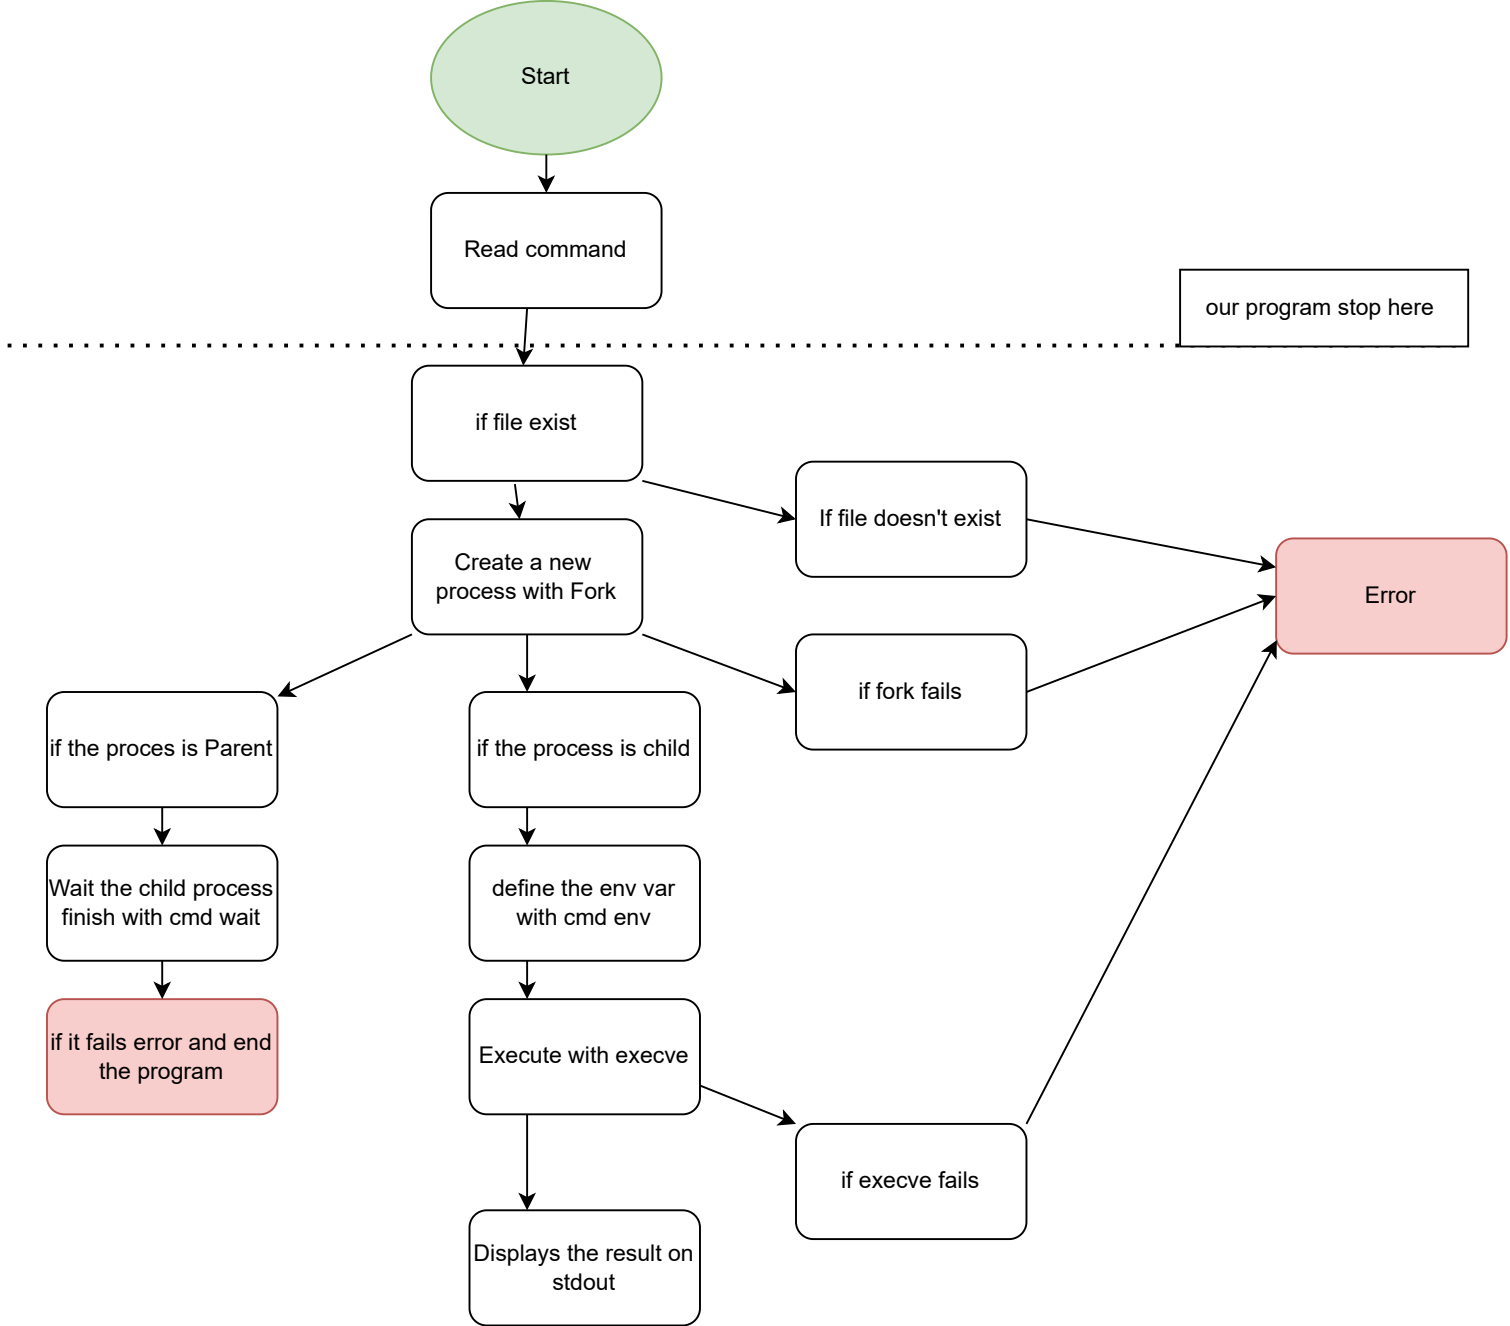 Start
Read command
our program stop here
if file exist
If file doesn't exist
Create a new
process with Fork
Error
if fork fails
if the proces is Parent
if the process is child
Wait the child process
finish with cmd wait
define the env var
with cmd env
if it fails error and end
the program
Execute with execve
if execve fails
Displays the result on
stdout